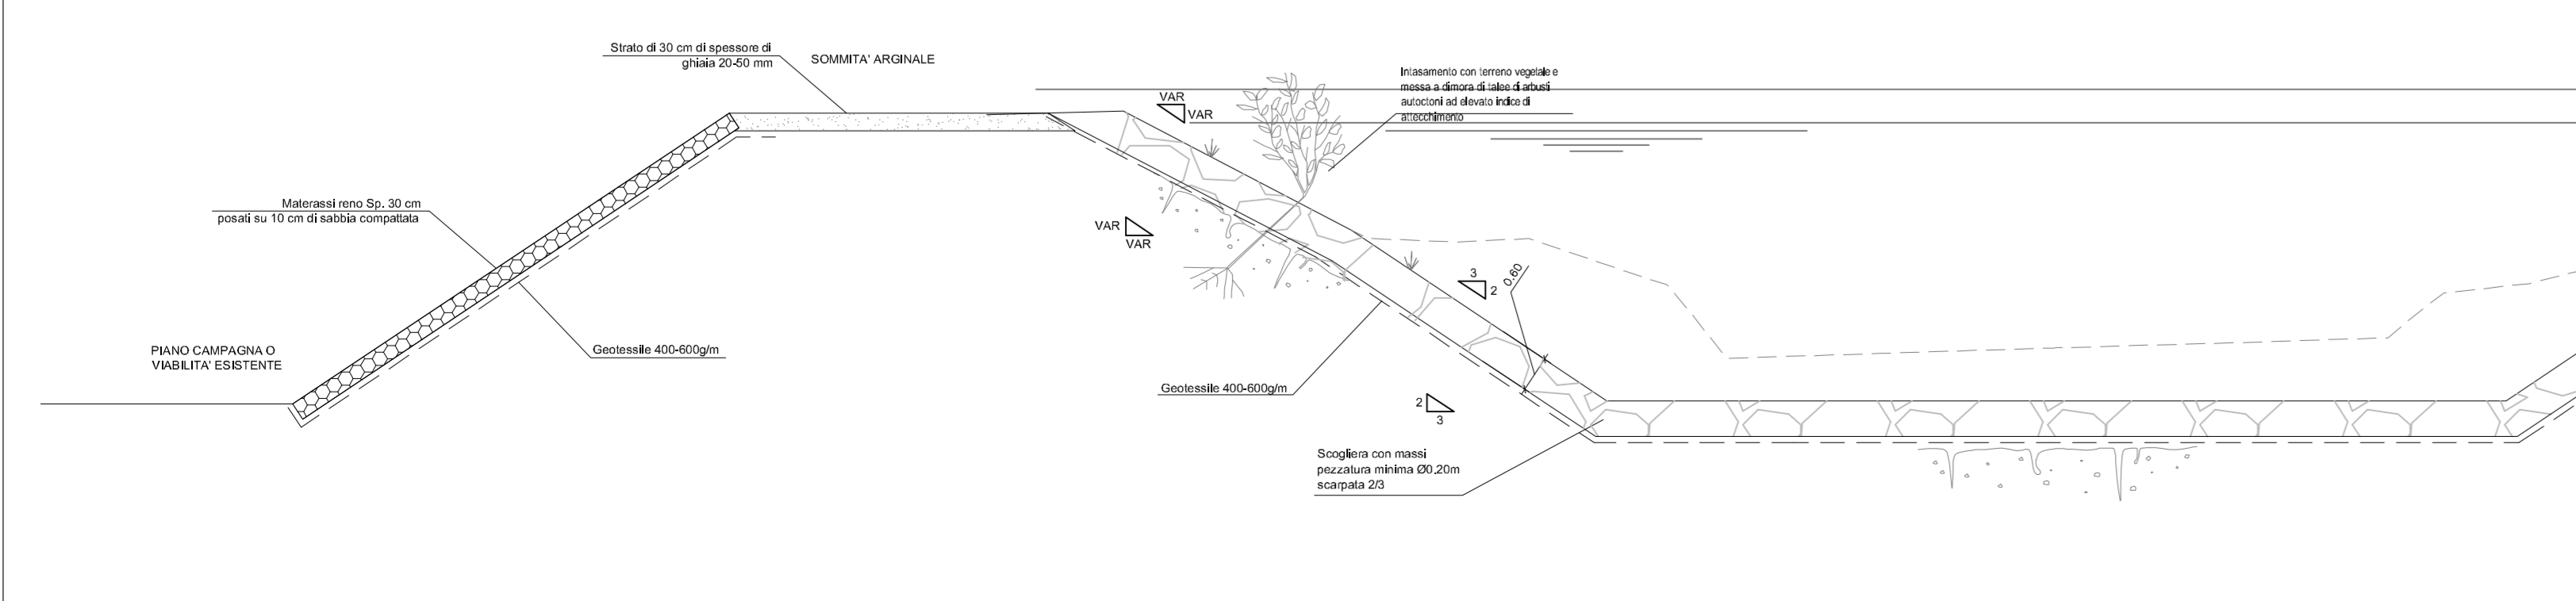 Strato di 30 cm di spessore di
ghiaia 20-50 mm
SOMMITA' ARGINALE
Intasamento con terreno vegetale e
messa a dimora di talee di arbusti
autoctoni ad elevato indice di
attecchimento
VAR
VAR
Materassi reno Sp. 30 cm
posati su 10 cm di sabbia compattata
VAR
VAR
3
2
0.60
PIANO CAMPAGNA O
VIABILITA' ESISTENTE
Geotessile 400-600g/m
Geotessile 400-600g/m
2
3
Scogliera con massi
pezzatura minima Ø0.20m
scarpata 2/3